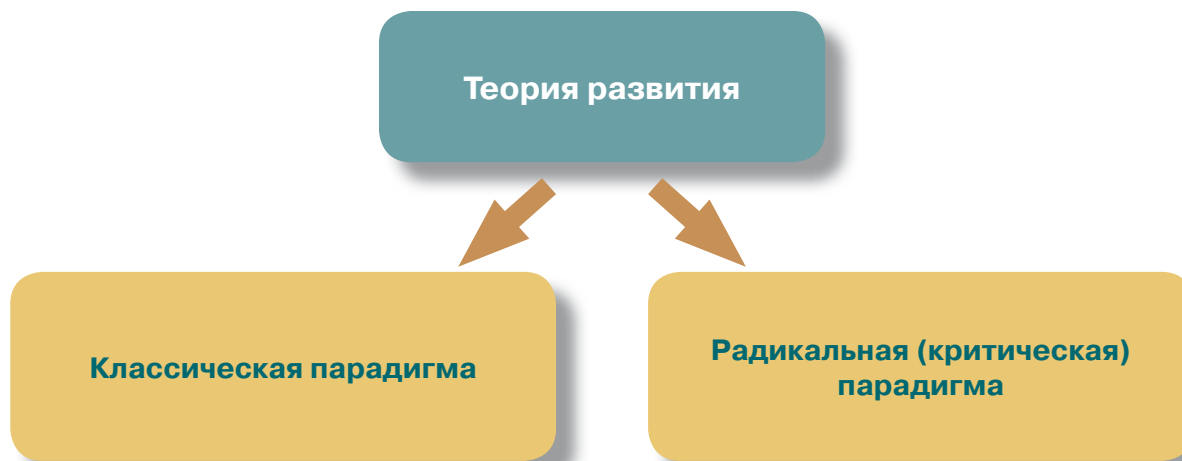 Теория развития
Классическая парадигма
Радикальная (критическая)
парадигма